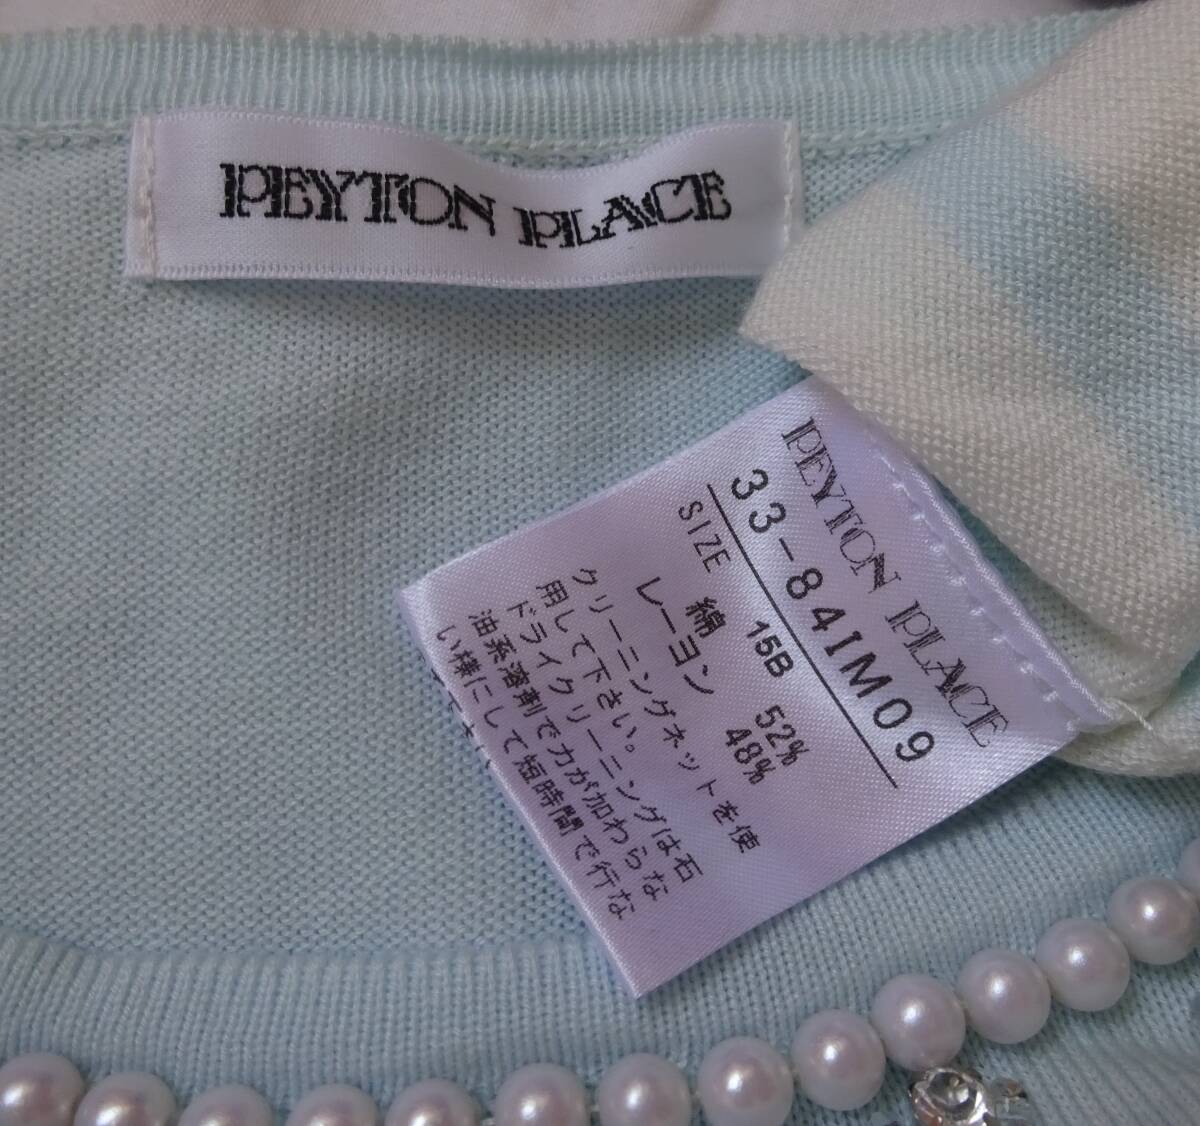 PEYTON PLACE
PEYTON PLACE
33-84IM09
SIZE 15B
綿 52%
レーヨン 48%
クリーニングネットを使
用して下さい。
ドライクリーニングは石
油系溶剤で力が加わらな
い様にして短時間で行な